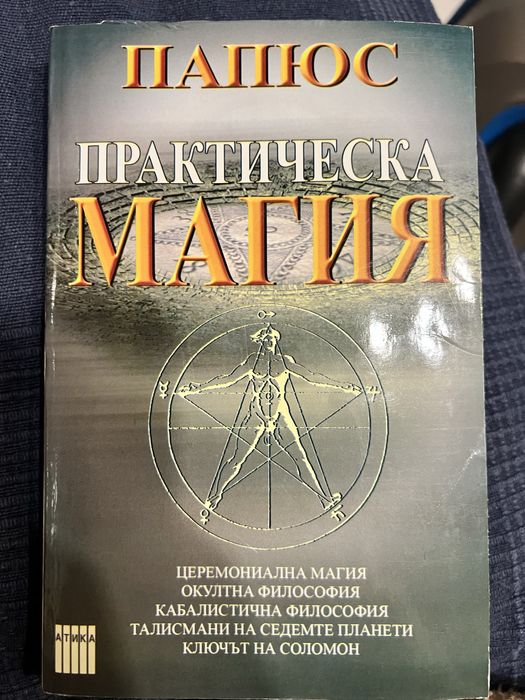 ПАПЮС
ПРАКТИЧЕСКА
МАГИЯ
ЦЕРЕМОНИАЛНА МАГИЯ
ОКУЛТНА ФИЛОСОФИЯ
КАБАЛИСТИЧНА ФИЛОСОФИЯ
ТАЛИСМАНИ НА СЕДЕМТЕ ПЛАНЕТИ
КЛЮЧЪТ НА СОЛОМОН
АТИКА